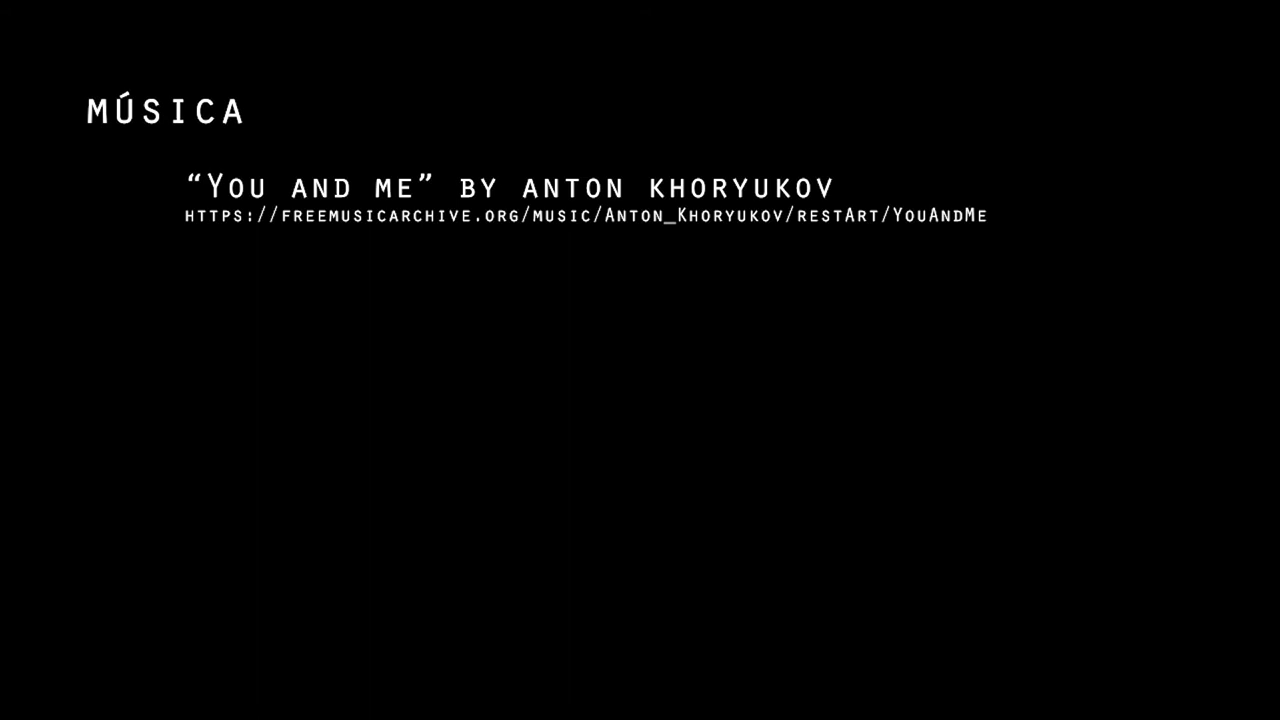 MÚSICA
“You and me” by anton khoryukov
https://freemusicarchive.org/music/Anton_Khoryukov/restArt/YouAndMe